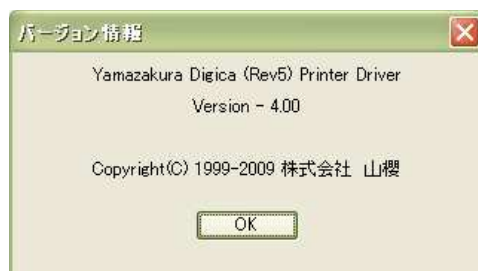 バージョン情報
Yamazakura Digica (Rev5) Printer Driver
Version - 4.00
Copyright(C) 1999-2009 株式会社 山櫻
OK